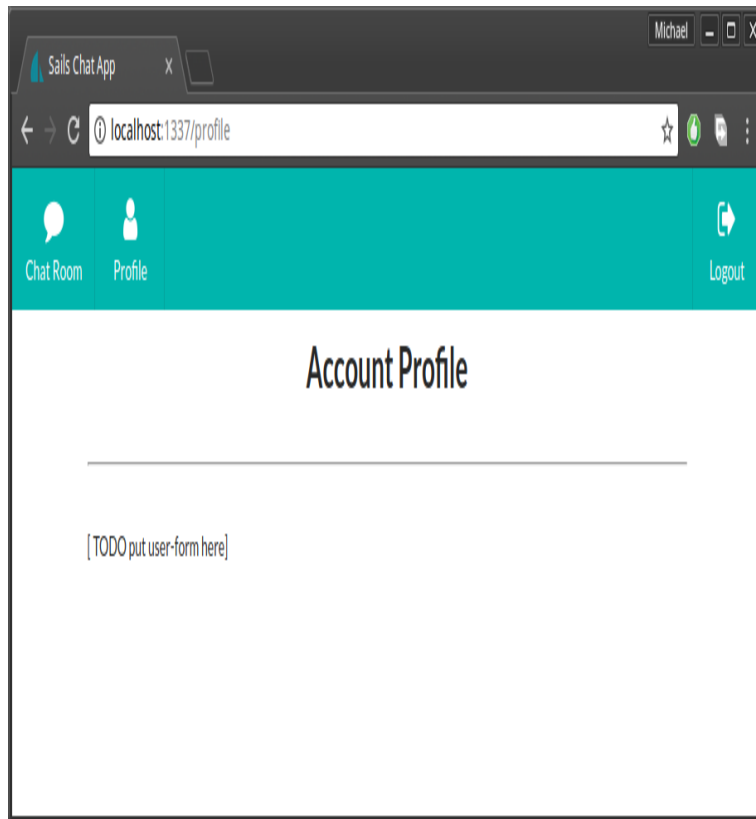 Michael
Sails Chat App
localhost:1337/profile
Chat Room Profile Logout
Account Profile
[ TODO put user-form here]